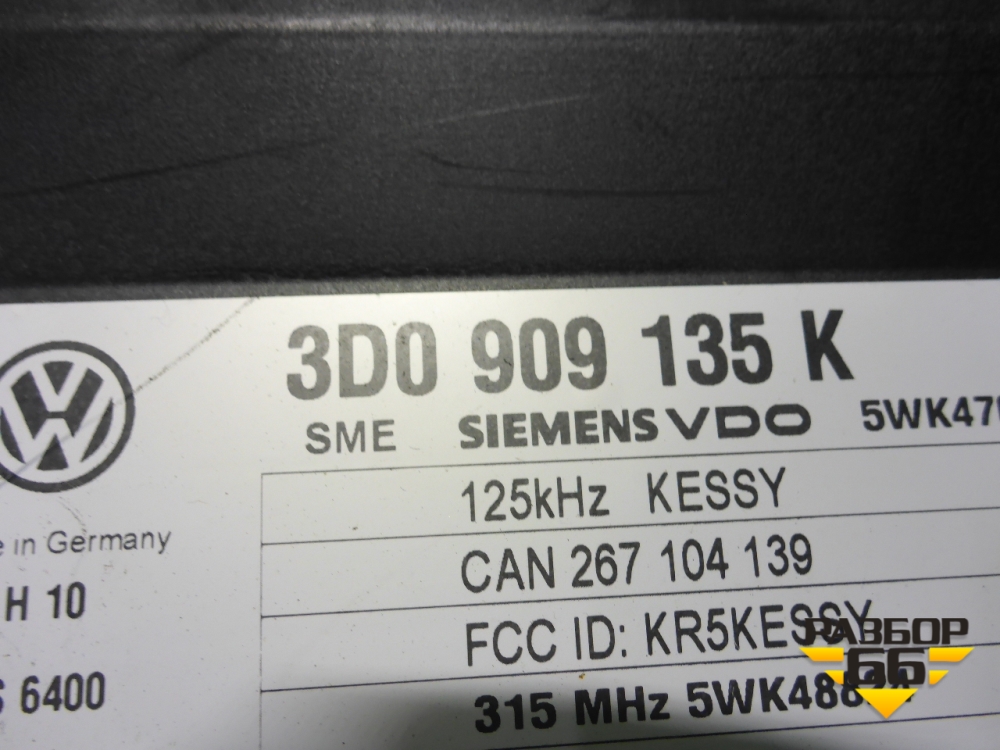 3D0 909 135 K
SME SIEMENS VDO
125kHz KESSY
in Germany
CAN 267 104 139
H 10
FCC ID: KR5KESSY
РАЗБОР
66
6400
315 MHz